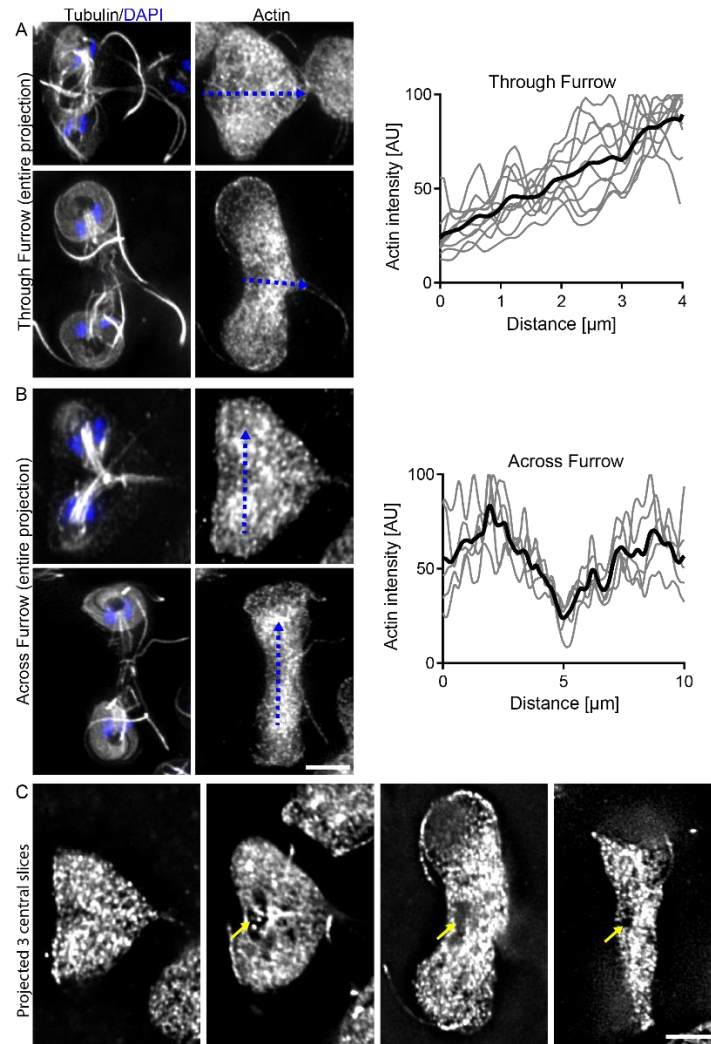 A
Tubulin/DAPI
Actin
Through Furrow (entire projection)
Through Furrow
Actin intensity [AU]
100
50
0
0 1 2 3 4
Distance [µm]
B
Across Furrow (entire projection)
Across Furrow
Actin intensity [AU]
100
50
0
0 5 10
Distance [µm]
C
Projected 3 central slices